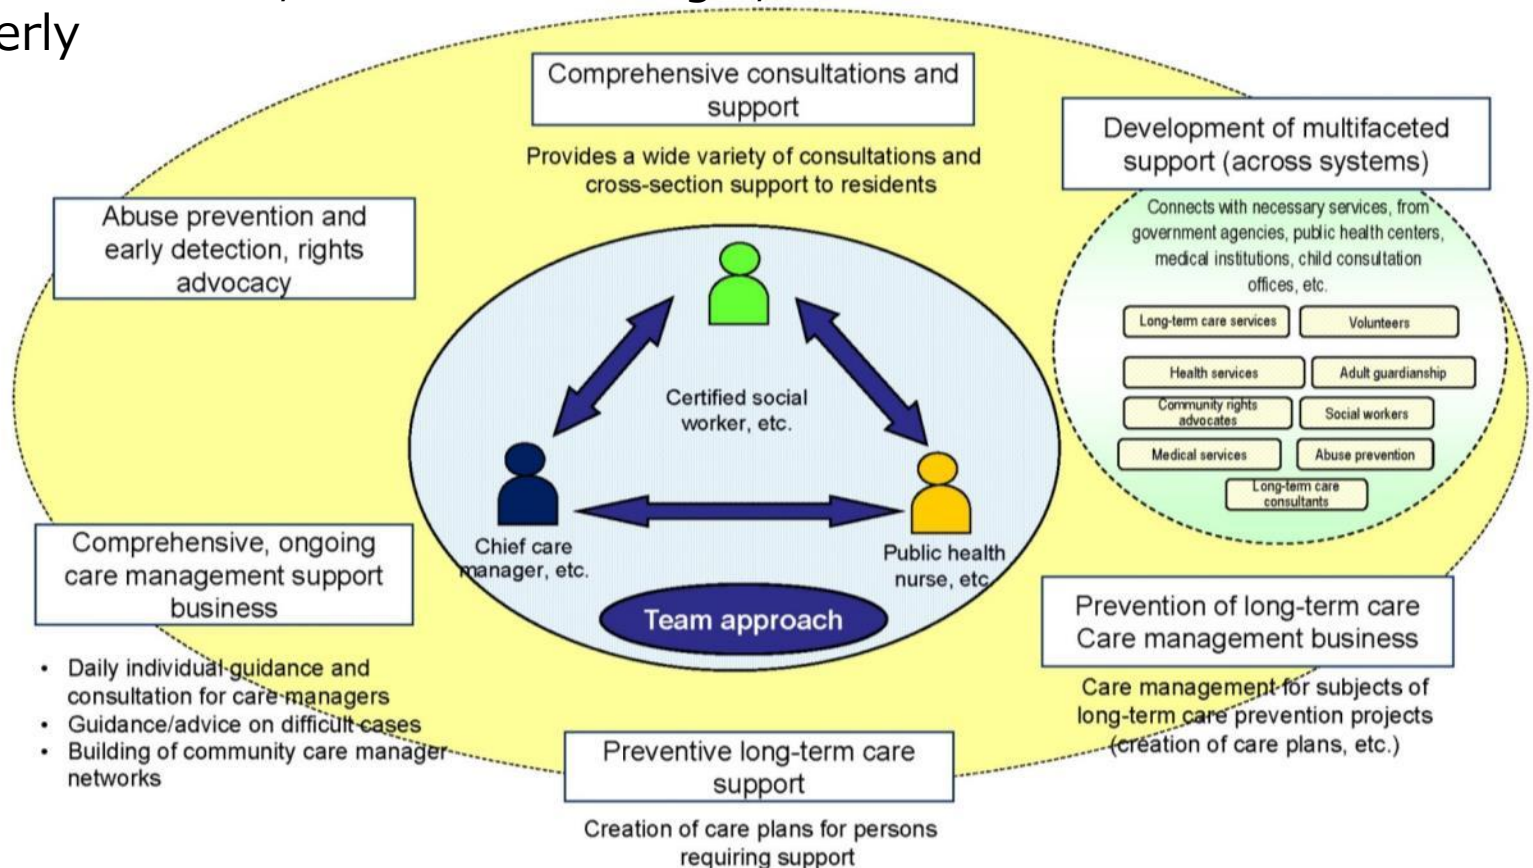 erly
Comprehensive consultations and
support
Provides a wide variety of consultations and
cross-section support to residents
Development of multifaceted
support (across systems)
Connects with necessary services, from
government agencies, public health centers,
medical institutions, child consultation
offices, etc.
Long-term care services
Volunteers
Health services
Adult guardianship
Community rights
advocates
Social workers
Medical services
Abuse prevention
Long-term care
consultants
Abuse prevention and
early detection, rights
advocacy
Certified social
worker, etc.
Chief care
manager, etc.
Public health
nurse, etc.
Team approach
Comprehensive, ongoing
care management support
business
• Daily individual guidance and
consultation for care managers
• Guidance/advice on difficult cases
• Building of community care manager
networks
Prevention of long-term care
Care management business
Care management for subjects of
long-term care prevention projects
(creation of care plans, etc.)
Preventive long-term care
support
Creation of care plans for persons
requiring support